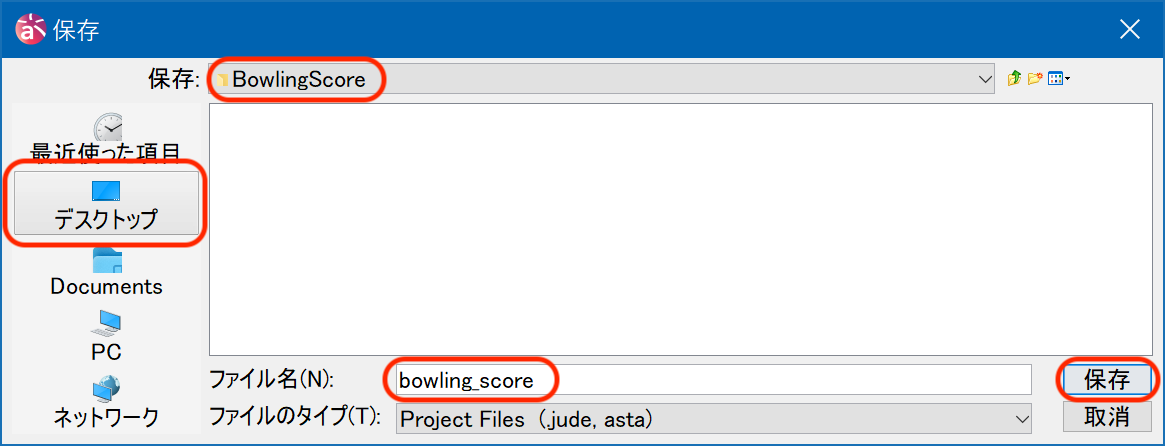 保存
保存:
BowlingScore
最近使った項目
デスクトップ
Documents
PC
ネットワーク
ファイル名(N):
bowling_score
保存
ファイルのタイプ(T):
Project Files (.jude, asta)
取消